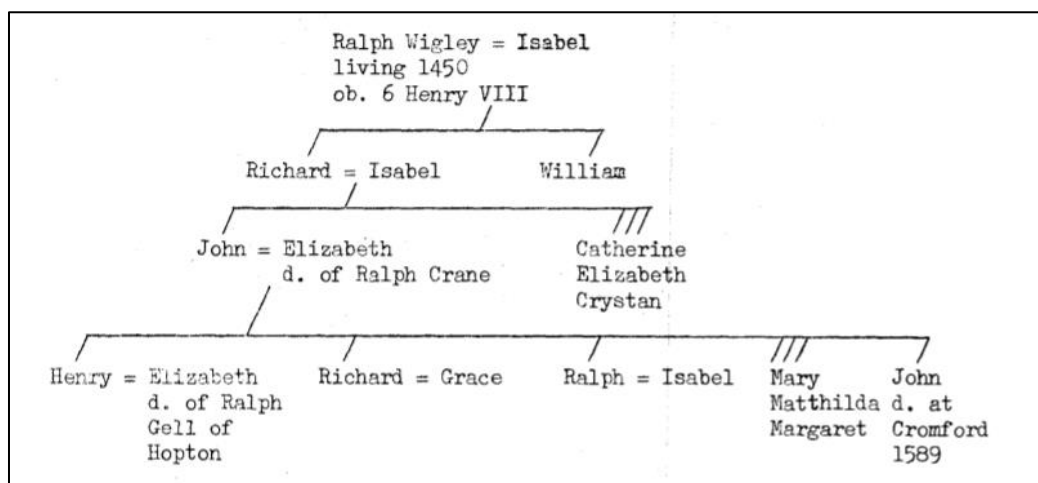 Ralph Wigley = Isabel
living 1450
ob. 6 Henry VIII
Richard = Isabel
William
John = Elizabeth
d. of Ralph Crane
Catherine
Elizabeth
Crystan
Henry = Elizabeth
d. of Ralph
Gell of
Hopton
Richard = Grace
Ralph = Isabel
Mary
Matthilda
Margaret
John
d. at
Cromford
1589